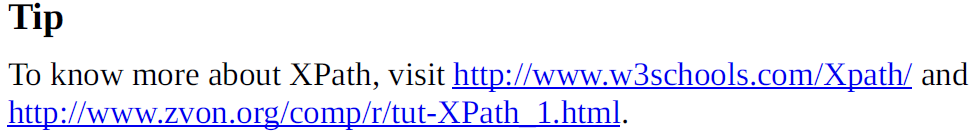 Tip
To know more about XPath, visit http://www.w3schools.com/Xpath/ and
http://www.zvon.org/comp/r/tut-XPath_1.html.